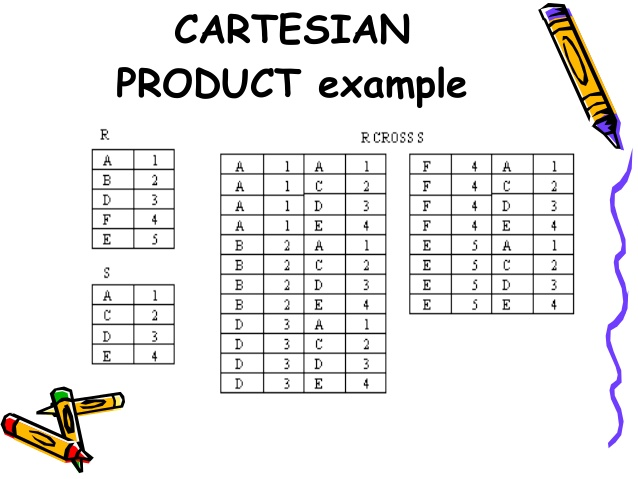 CARTESIAN
PRODUCT example
R
A 1
B 2
D 3
F 4
E 5
S
A 1
C 2
D 3
E 4
R CROSS S
A 1 A 1
A 1 C 2
A 1 D 3
A 1 E 4
B 2 A 1
B 2 C 2
B 2 D 3
B 2 E 4
D 3 A 1
D 3 C 2
D 3 D 3
D 3 E 4
F 4 A 1
F 4 C 2
F 4 D 3
F 4 E 4
E 5 A 1
E 5 C 2
E 5 D 3
E 5 E 4